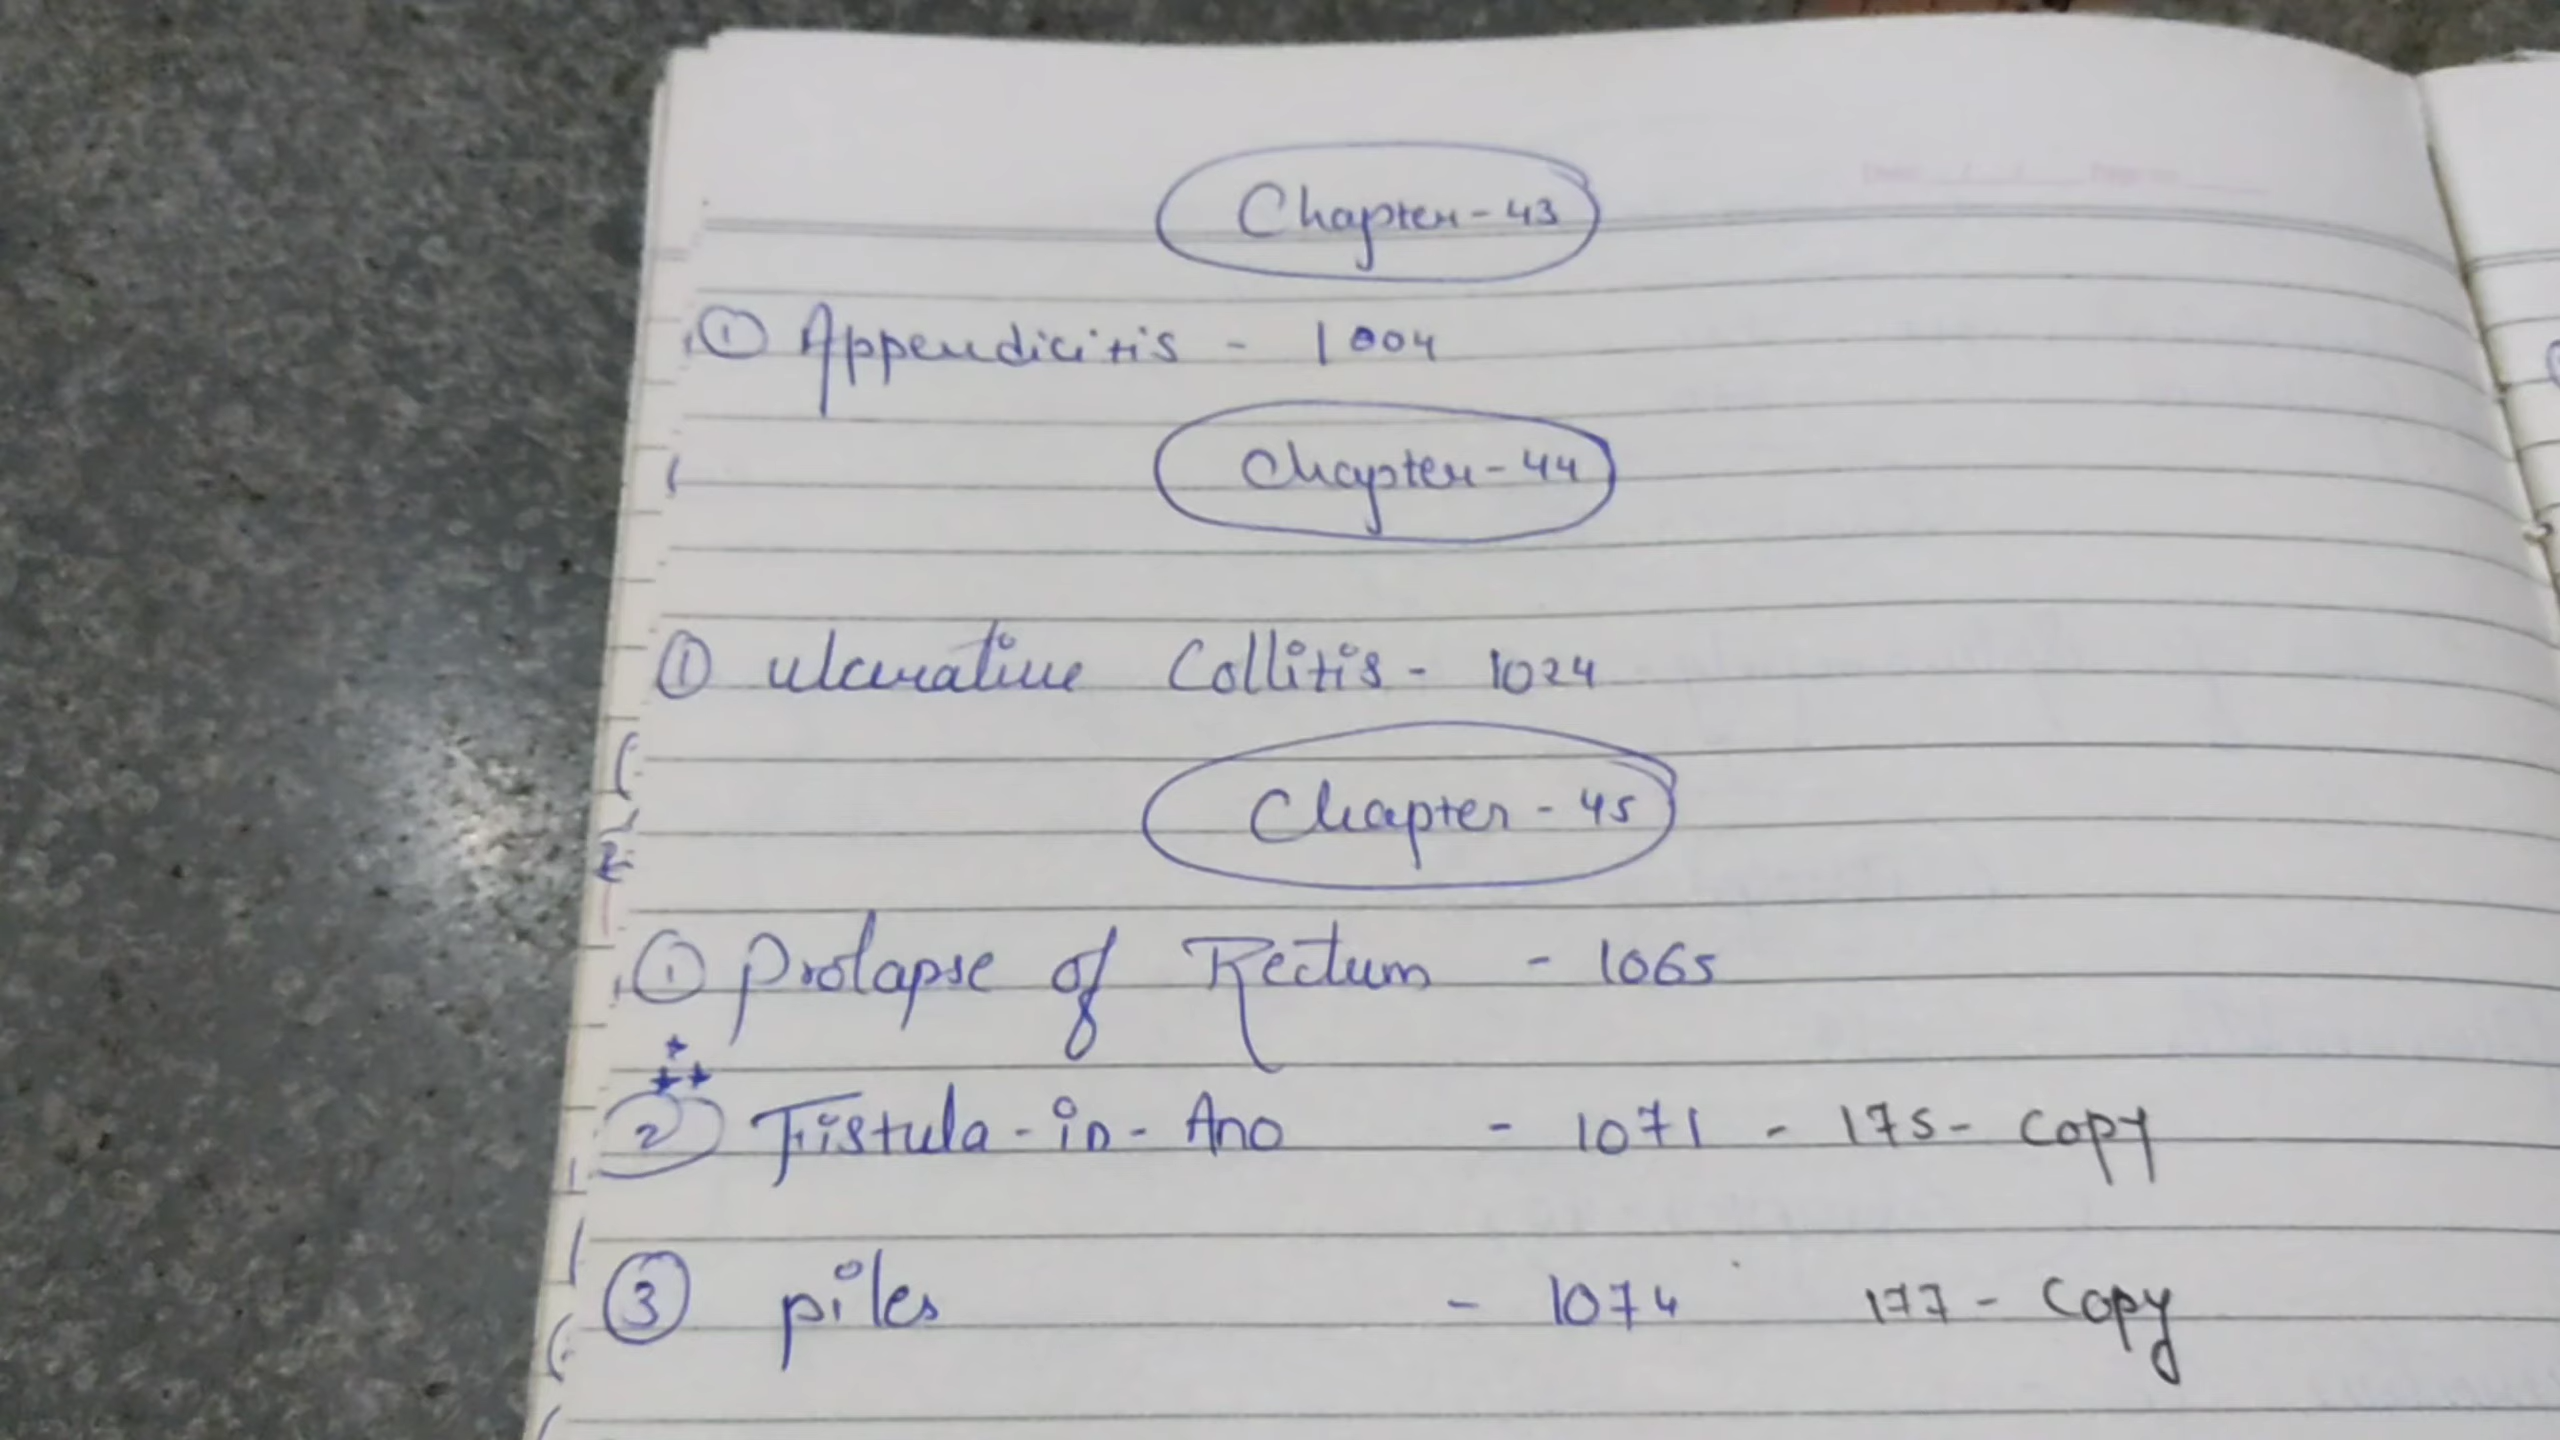 Chapter-43
① Appendicitis - 1004
Chapter-44
① ulcerative Collitis - 1024
Chapter - 45
① prolapse of Rectum - 1065
② Fistula-in-Ano - 1071 - 175- copy
③ piles - 1074 177- copy